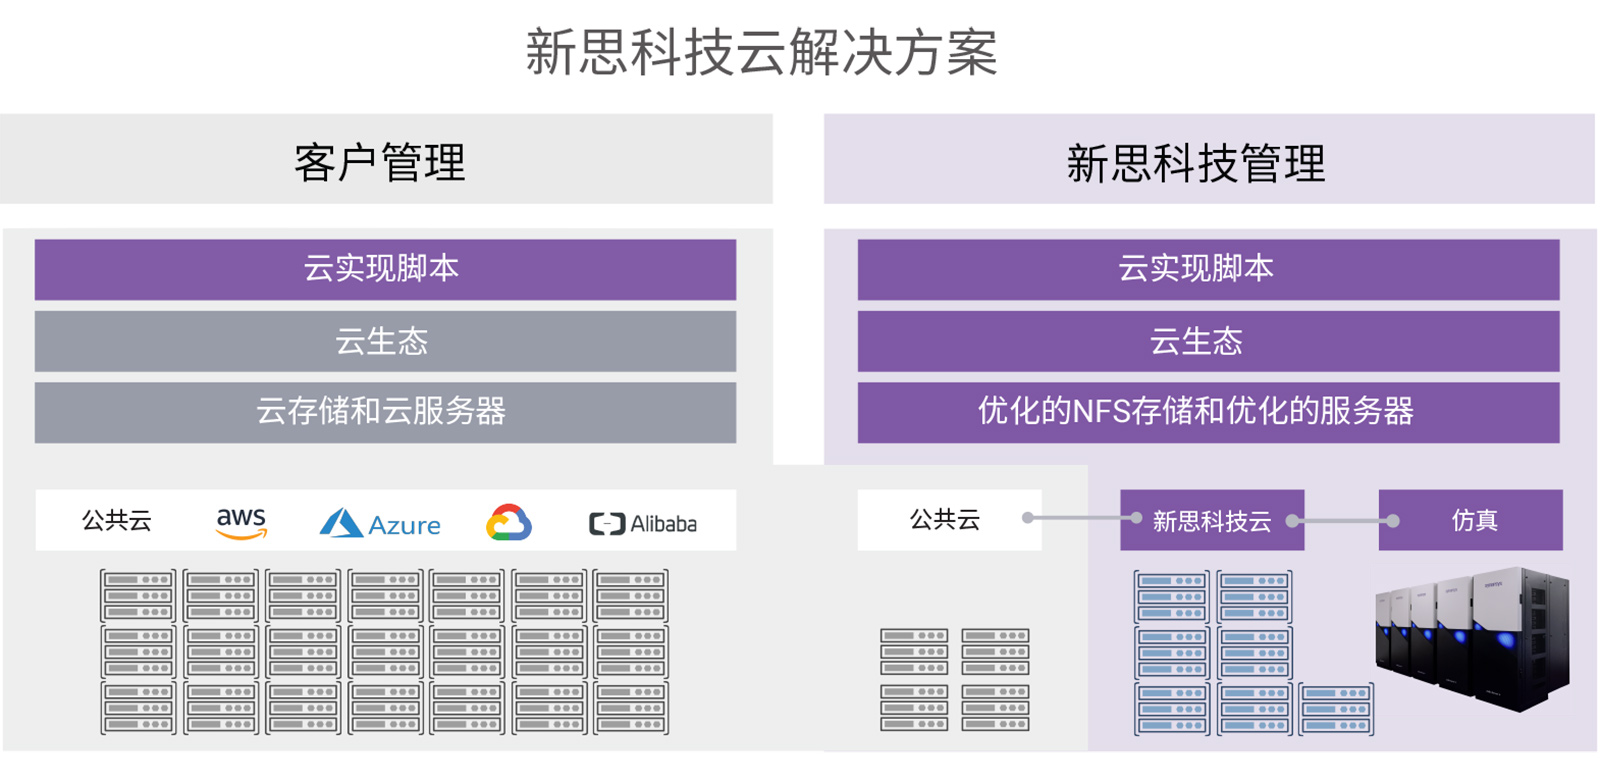 新思科技云解决方案
客户管理
新思科技管理
云实现脚本
云生态
云存储和云服务器
云实现脚本
云生态
优化的NFS存储和优化的服务器
公共云 aws Azure Alibaba
公共云 新思科技云 仿真